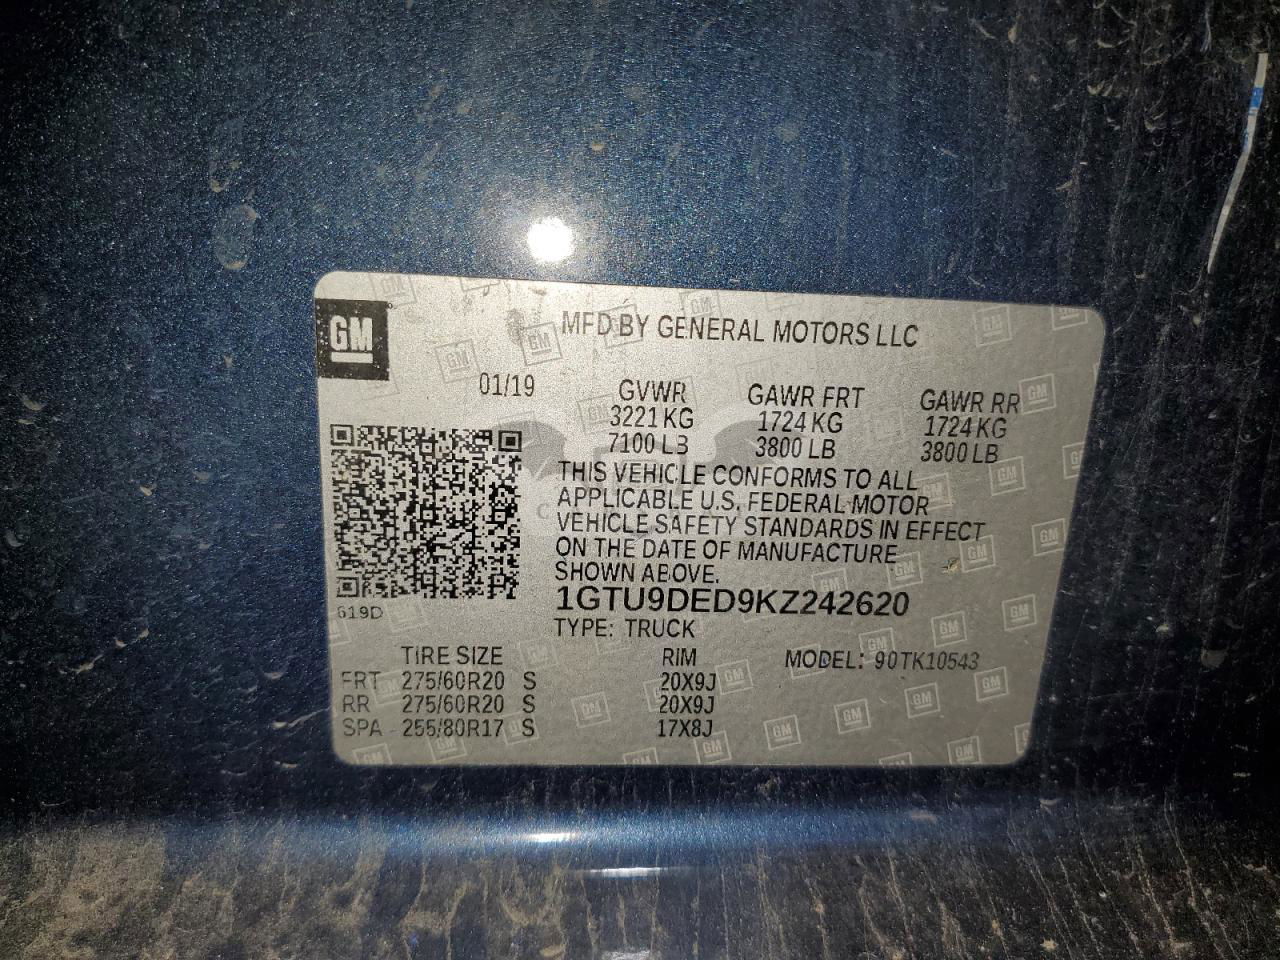 GM
MFD BY GENERAL MOTORS LLC
01/19 GVWR GAWR FRT GAWR RR
3221 KG 1724 KG 1724 KG
7100 LB 3800 LB 3800 LB
THIS VEHICLE CONFORMS TO ALL
APPLICABLE U.S. FEDERAL MOTOR
VEHICLE SAFETY STANDARDS IN EFFECT
ON THE DATE OF MANUFACTURE
SHOWN ABOVE.
1GTU9DED9KZ242620
619D
TYPE: TRUCK
TIRE SIZE RIM MODEL: 90TK10543
FRT 275/60R20 S 20X9J
RR 275/60R20 S 20X9J
SPA 255/80R17 S 17X8J